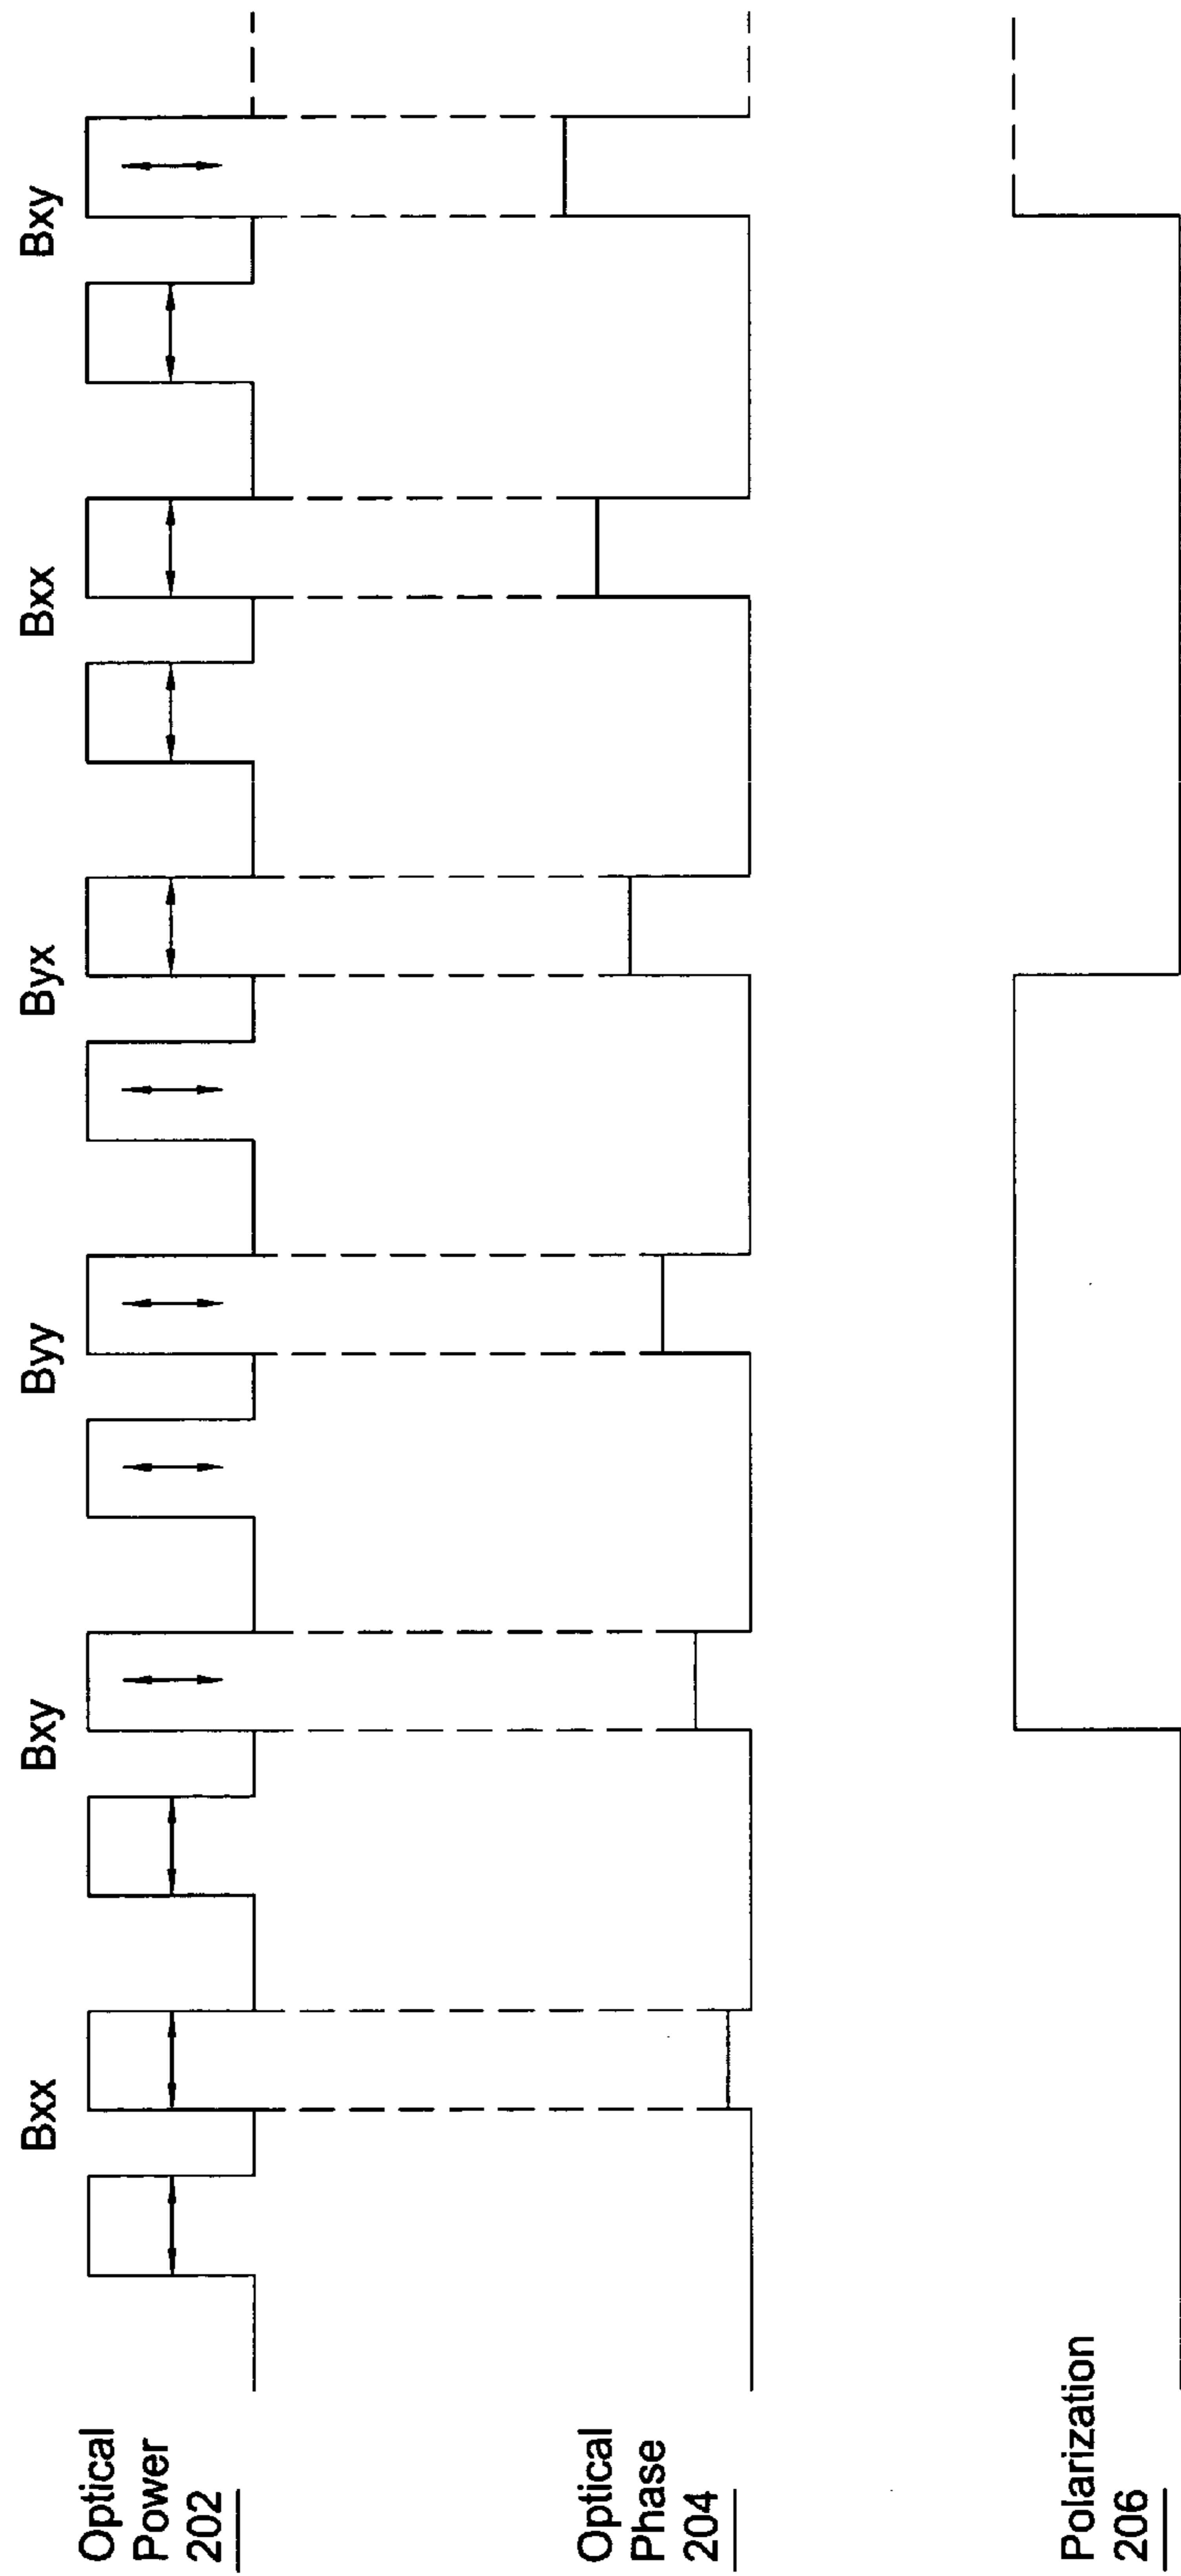 Bxx
Bxy
Byy
Byx
Bxx
Bxy
Optical
Power
202
Optical
Phase
204
Polarization
206